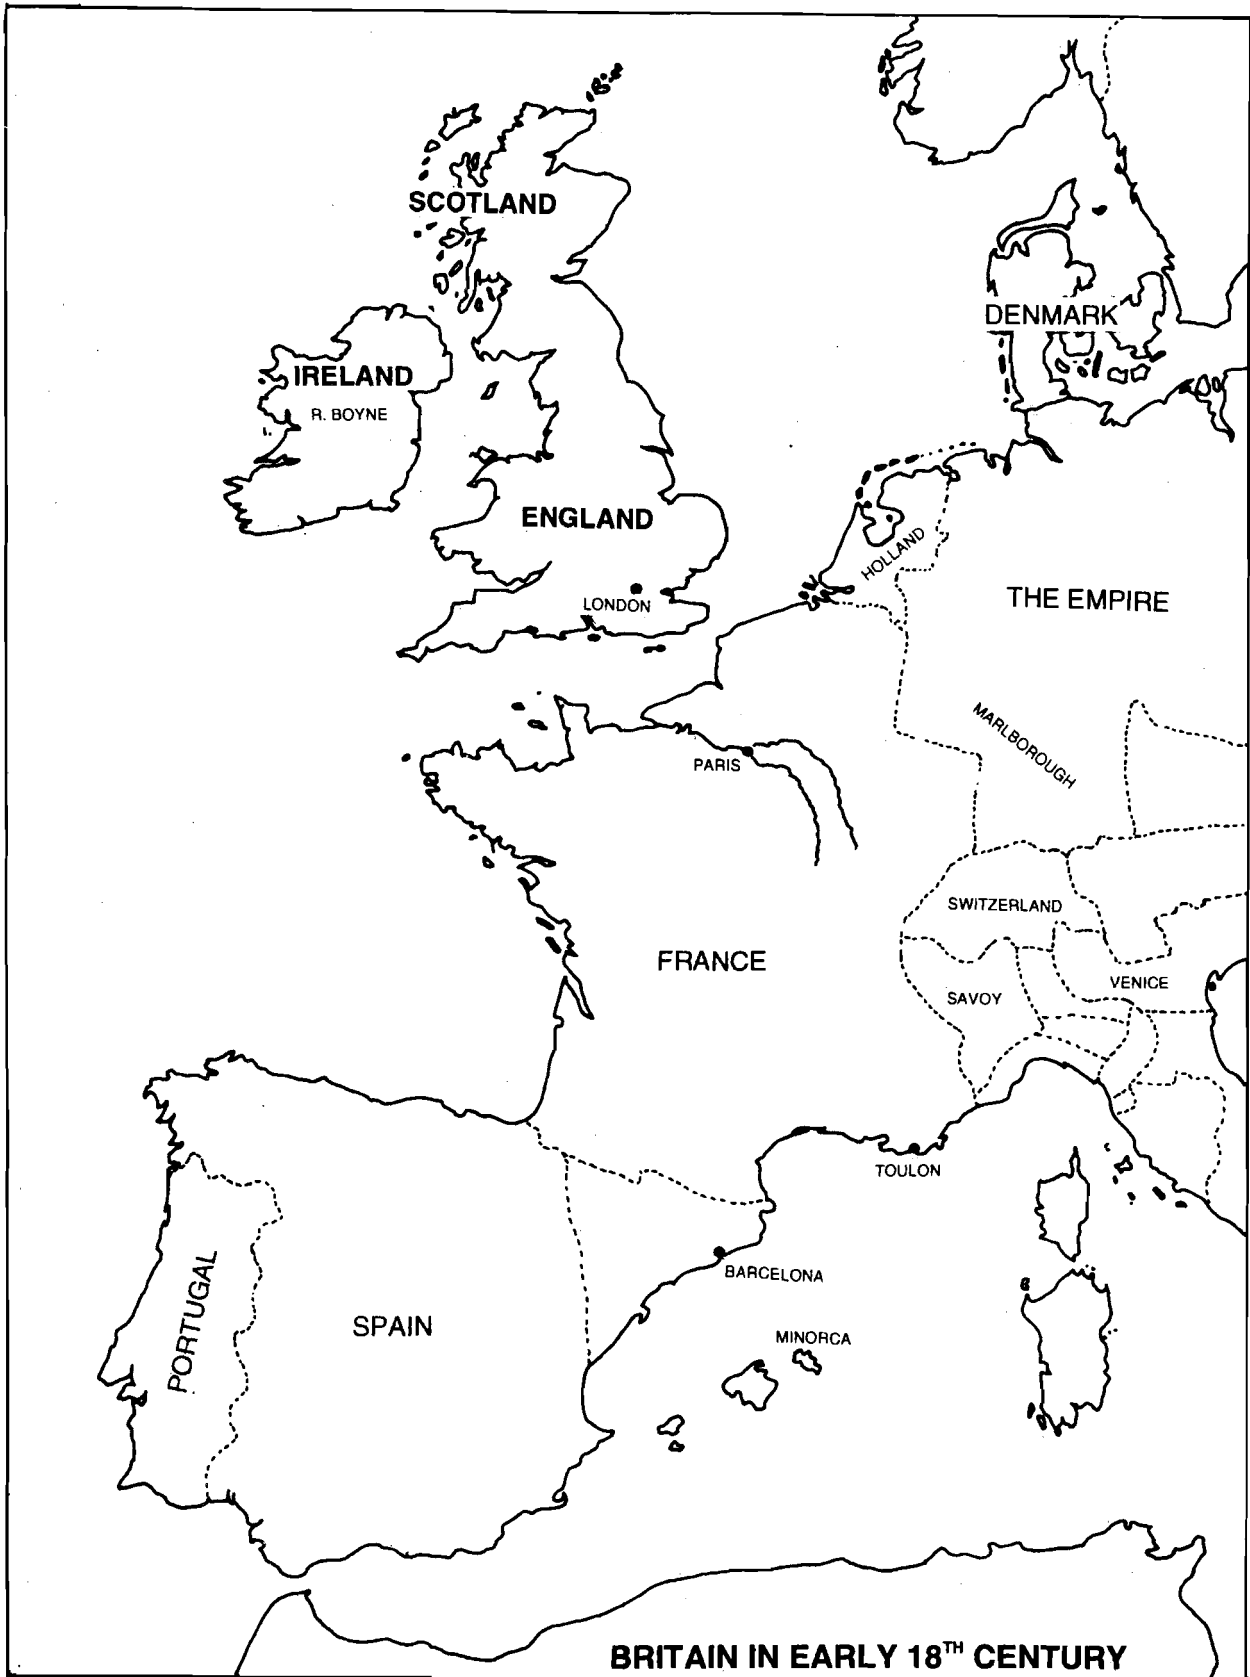 SCOTLAND
DENMARK
IRELAND
R. BOYNE
ENGLAND
HOLLAND
LONDON
THE EMPIRE
MARLBOROUGH
PARIS
SWITZERLAND
FRANCE
VENICE
SAVOY
TOULON
PORTUGAL
BARCELONA
SPAIN
MINORCA
BRITAIN IN EARLY 18TH CENTURY